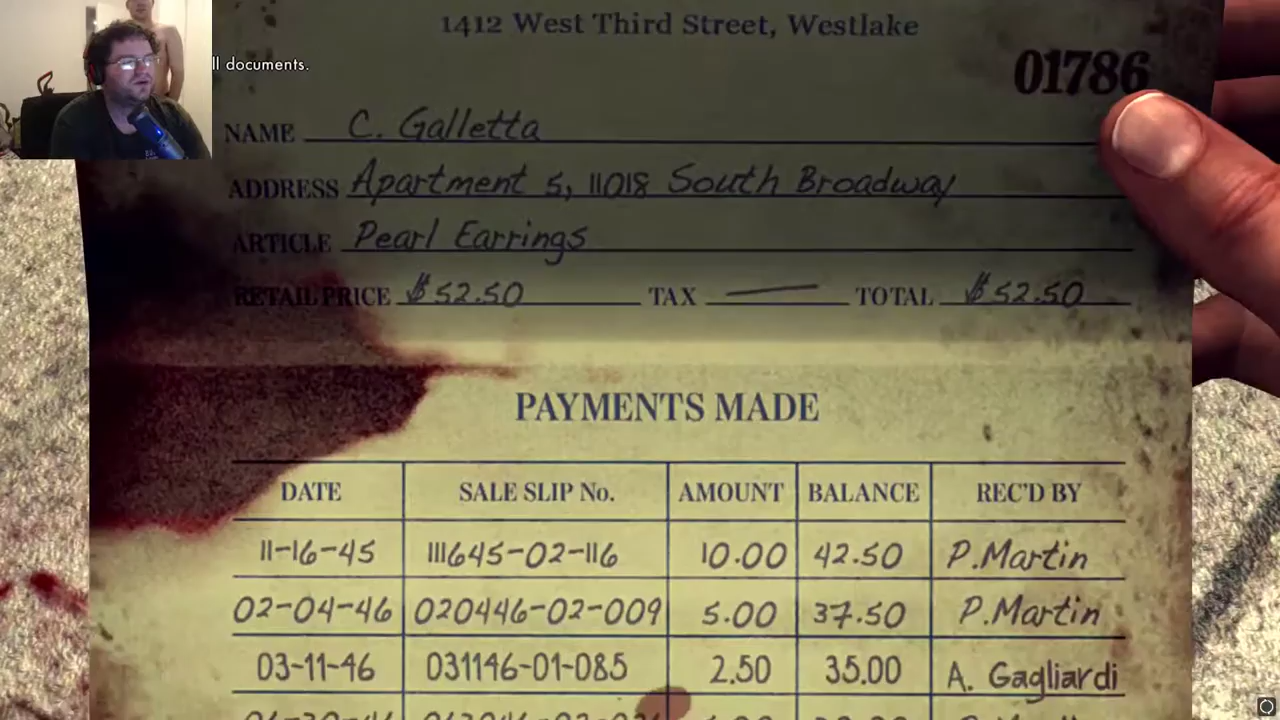 1412 West Third Street, Westlake
01786
ll documents.
NAME C. Galletta
ADDRESS Apartment 5, 11018 South Broadway
ARTICLE Pearl Earrings
RETAIL PRICE $52.50 TAX — TOTAL $52.50
PAYMENTS MADE
DATE SALE SLIP No. AMOUNT BALANCE REC'D BY
11-16-45 111645-02-116 10.00 42.50 P.Martin
02-04-46 020446-02-009 5.00 37.50 P.Martin
03-11-46 031146-01-085 2.50 35.00 A. Gagliardi